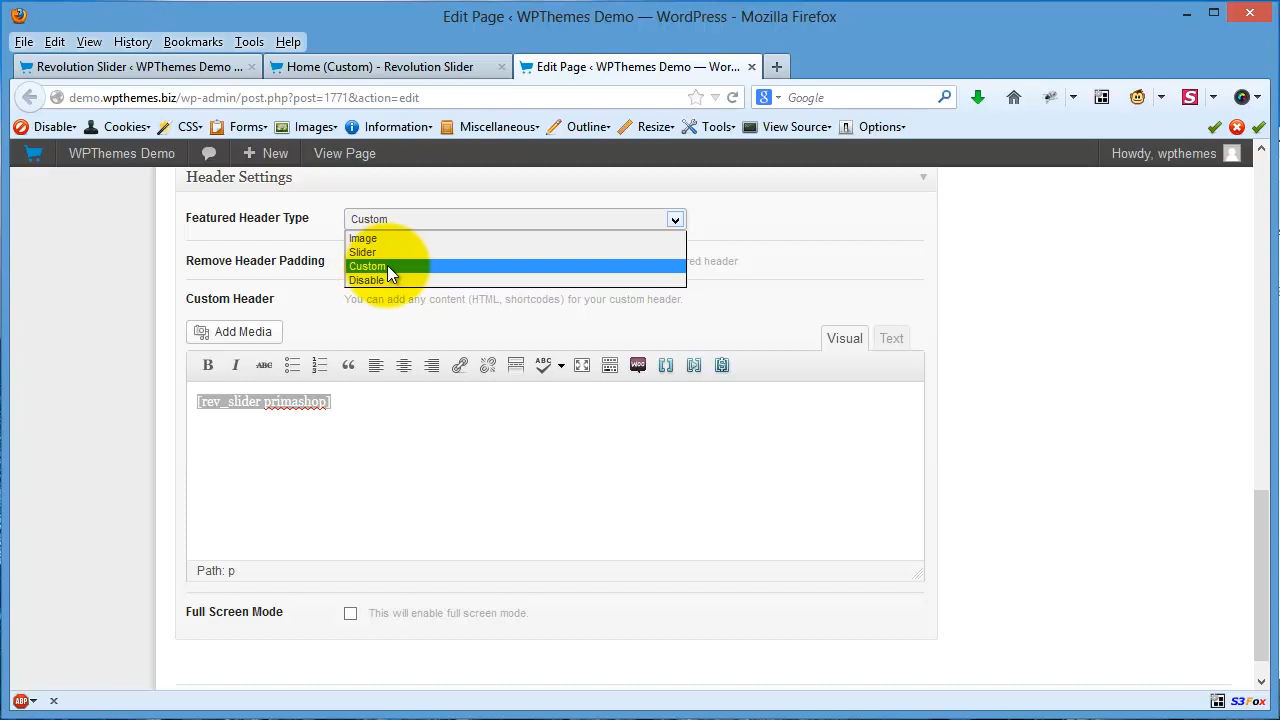 Edit Page ‹ WPThemes Demo — WordPress - Mozilla Firefox
File Edit View History Bookmarks Tools Help
Revolution Slider ‹ WPThemes Demo ... × Home (Custom) - Revolution Slider × Edit Page ‹ WPThemes Demo — Wor... ×
demo.wpthemes.biz/wp-admin/post.php?post=1771&action=edit Google
Disable Cookies CSS Forms Images Information Miscellaneous Outline Resize Tools View Source Options
WPThemes Demo New View Page Howdy, wpthemes
Header Settings
Featured Header Type Custom
Image
Slider
Remove Header Padding red header
Custom
Disable
Custom Header You can add any content (HTML, shortcodes) for your custom header.
Add Media Visual Text
B I ABC ABC WOO
[rev_slider primashop]
Path: p
Full Screen Mode This will enable full screen mode.
ABP × S3Fox